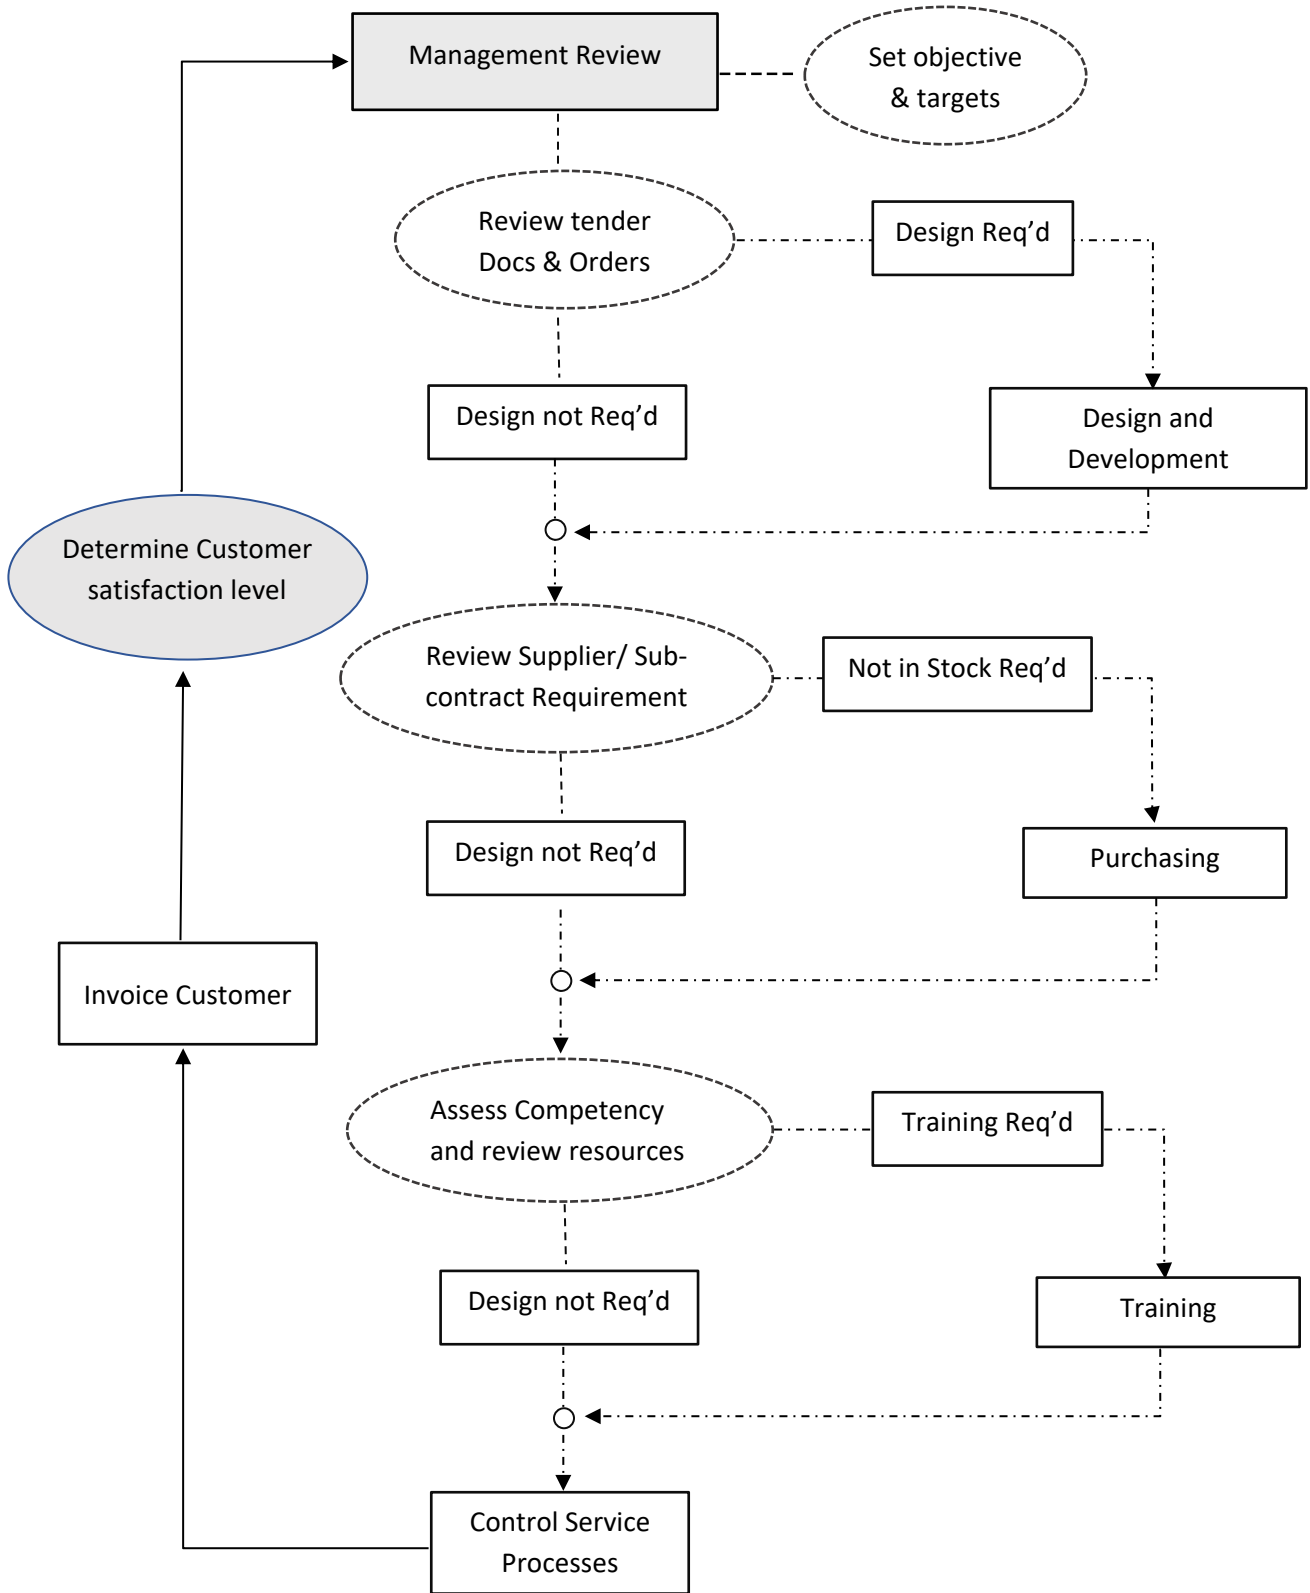 Management Review
Set objective
& targets
Review tender
Docs & Orders
Design Req’d
Design not Req’d
Design and
Development
Determine Customer
satisfaction level
Review Supplier/ Sub-
contract Requirement
Not in Stock Req’d
Design not Req’d
Purchasing
Invoice Customer
Assess Competency
and review resources
Training Req’d
Design not Req’d
Training
Control Service
Processes